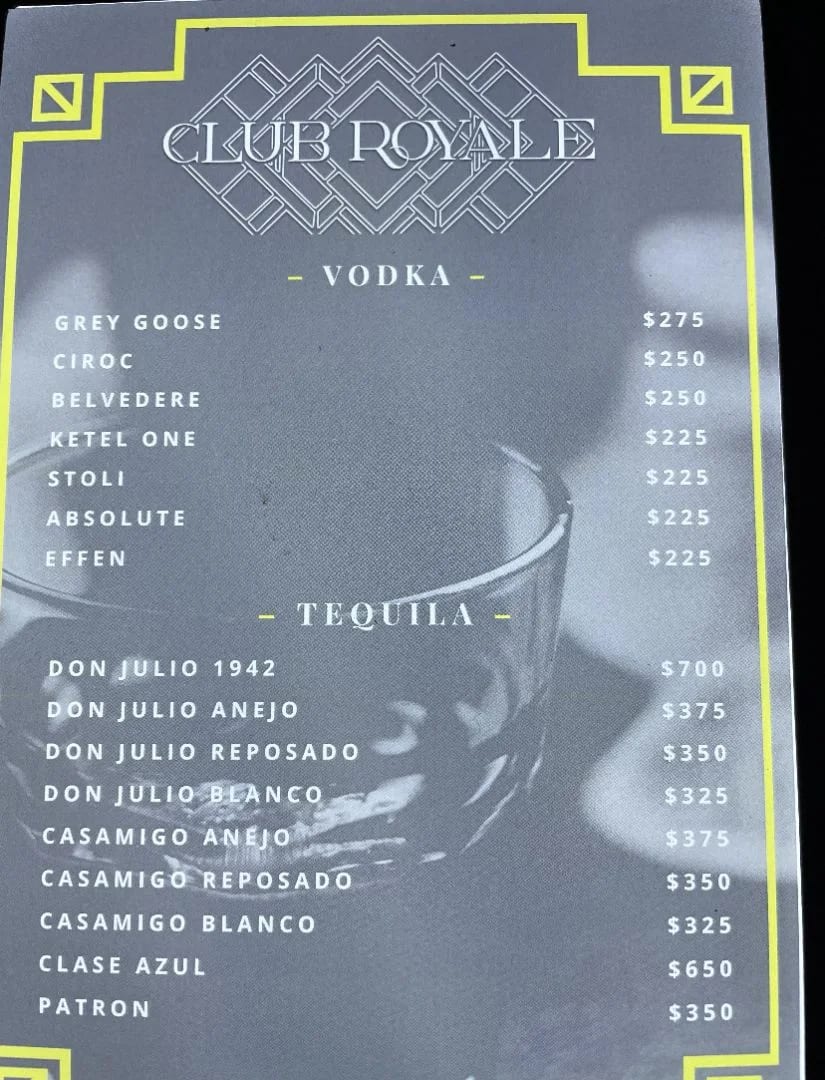 CLUB ROYALE
- VODKA -
GREY GOOSE $275
CIROC $250
BELVEDERE $250
KETEL ONE $225
STOLI $225
ABSOLUTE $225
EFFEN $225
- TEQUILA -
DON JULIO 1942 $700
DON JULIO ANEJO $375
DON JULIO REPOSADO $350
DON JULIO BLANCO $325
CASAMIGO ANEJO $375
CASAMIGO REPOSADO $350
CASAMIGO BLANCO $325
CLASE AZUL $650
PATRON $350